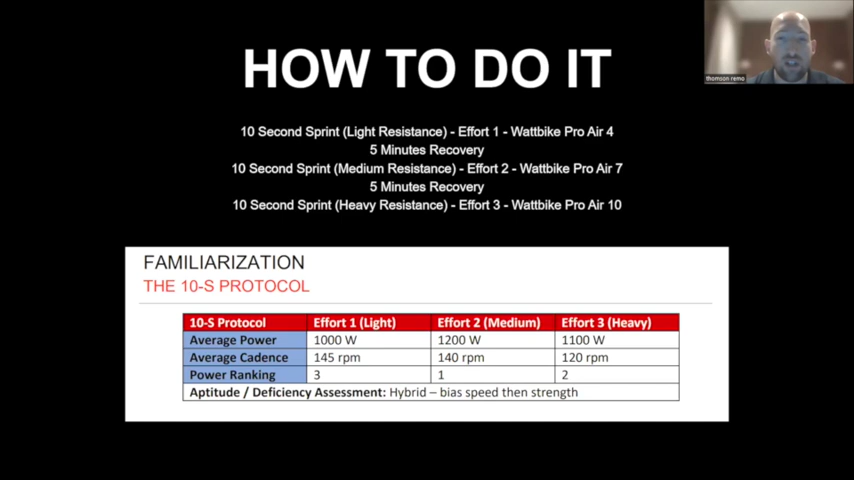 HOW TO DO IT
thomson remo
10 Second Sprint (Light Resistance) - Effort 1 - Wattbike Pro Air 4
5 Minutes Recovery
10 Second Sprint (Medium Resistance) - Effort 2 - Wattbike Pro Air 7
5 Minutes Recovery
10 Second Sprint (Heavy Resistance) - Effort 3 - Wattbike Pro Air 10
FAMILIARIZATION
THE 10-S PROTOCOL
10-S Protocol Effort 1 (Light) Effort 2 (Medium) Effort 3 (Heavy)
Average Power 1000 W 1200 W 1100 W
Average Cadence 145 rpm 140 rpm 120 rpm
Power Ranking 3 1 2
Aptitude / Deficiency Assessment: Hybrid – bias speed then strength